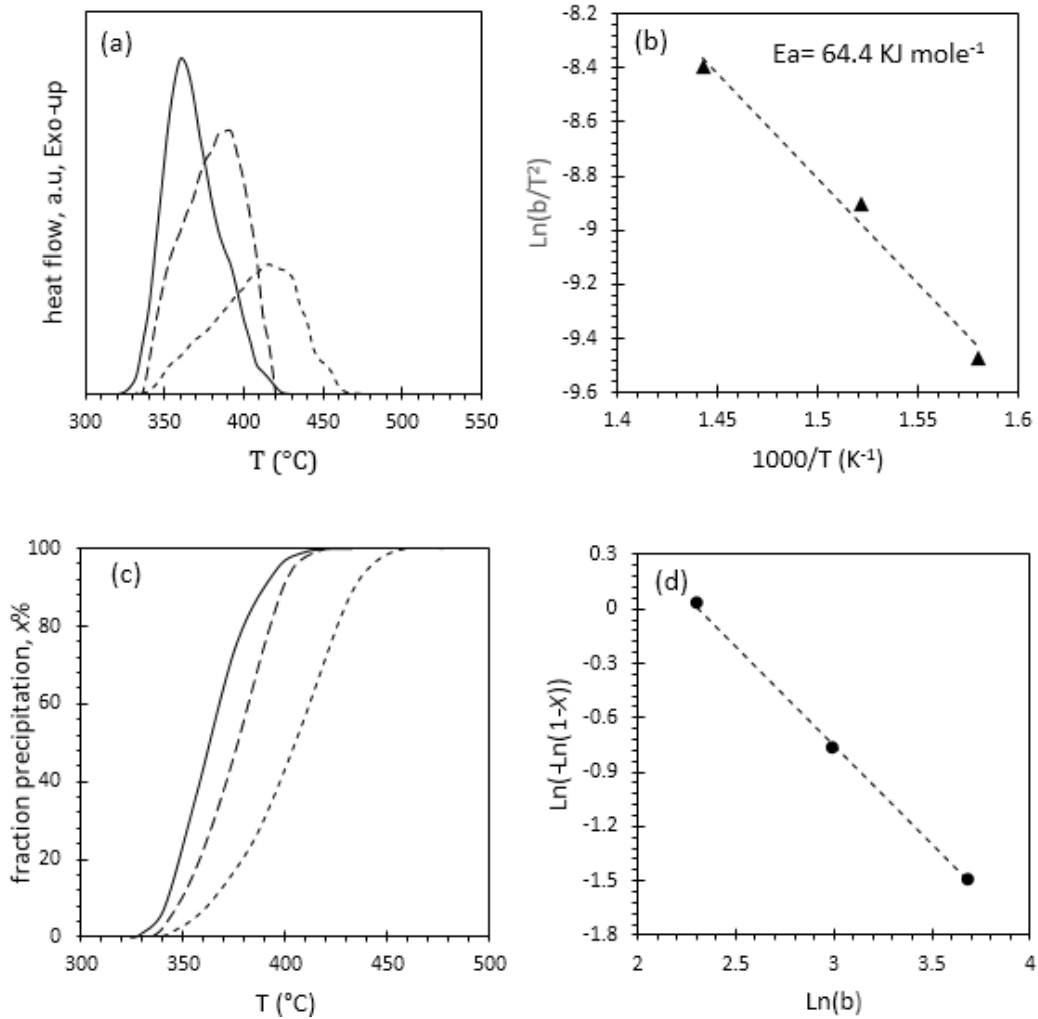 (a)
heat flow, a.u, Exo-up
300 350 400 450 500 550
T (°C)
(b)
Ea= 64.4 KJ mole⁻¹
Ln(b/T²)
-8.2
-8.4
-8.6
-8.8
-9
-9.2
-9.4
-9.6
1.4 1.45 1.5 1.55 1.6
1000/T (K⁻¹)
(c)
fraction precipitation, x%
100
80
60
40
20
0
300 350 400 450 500
T (°C)
(d)
Ln(-Ln(1-X))
0.3
0
-0.3
-0.6
-0.9
-1.2
-1.5
-1.8
2 2.5 3 3.5 4
Ln(b)